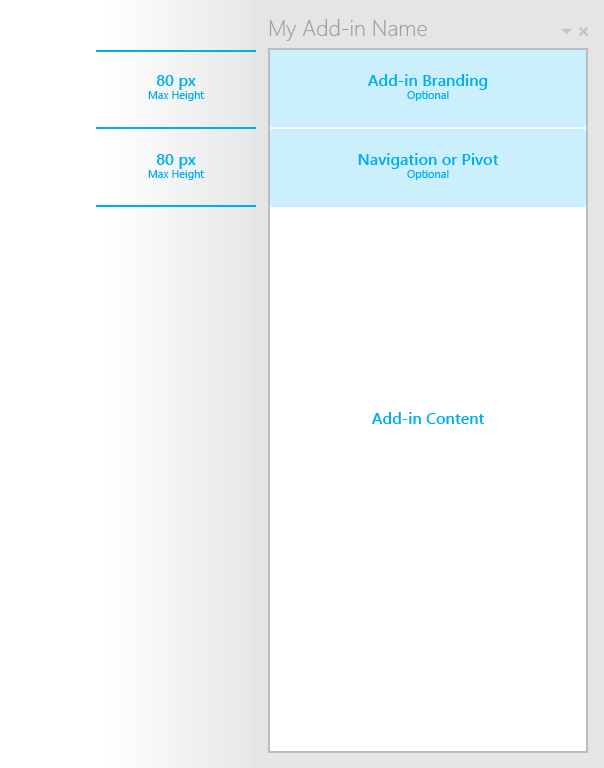 My Add-in Name
80 px
Max Height
Add-in Branding
Optional
80 px
Max Height
Navigation or Pivot
Optional
Add-in Content